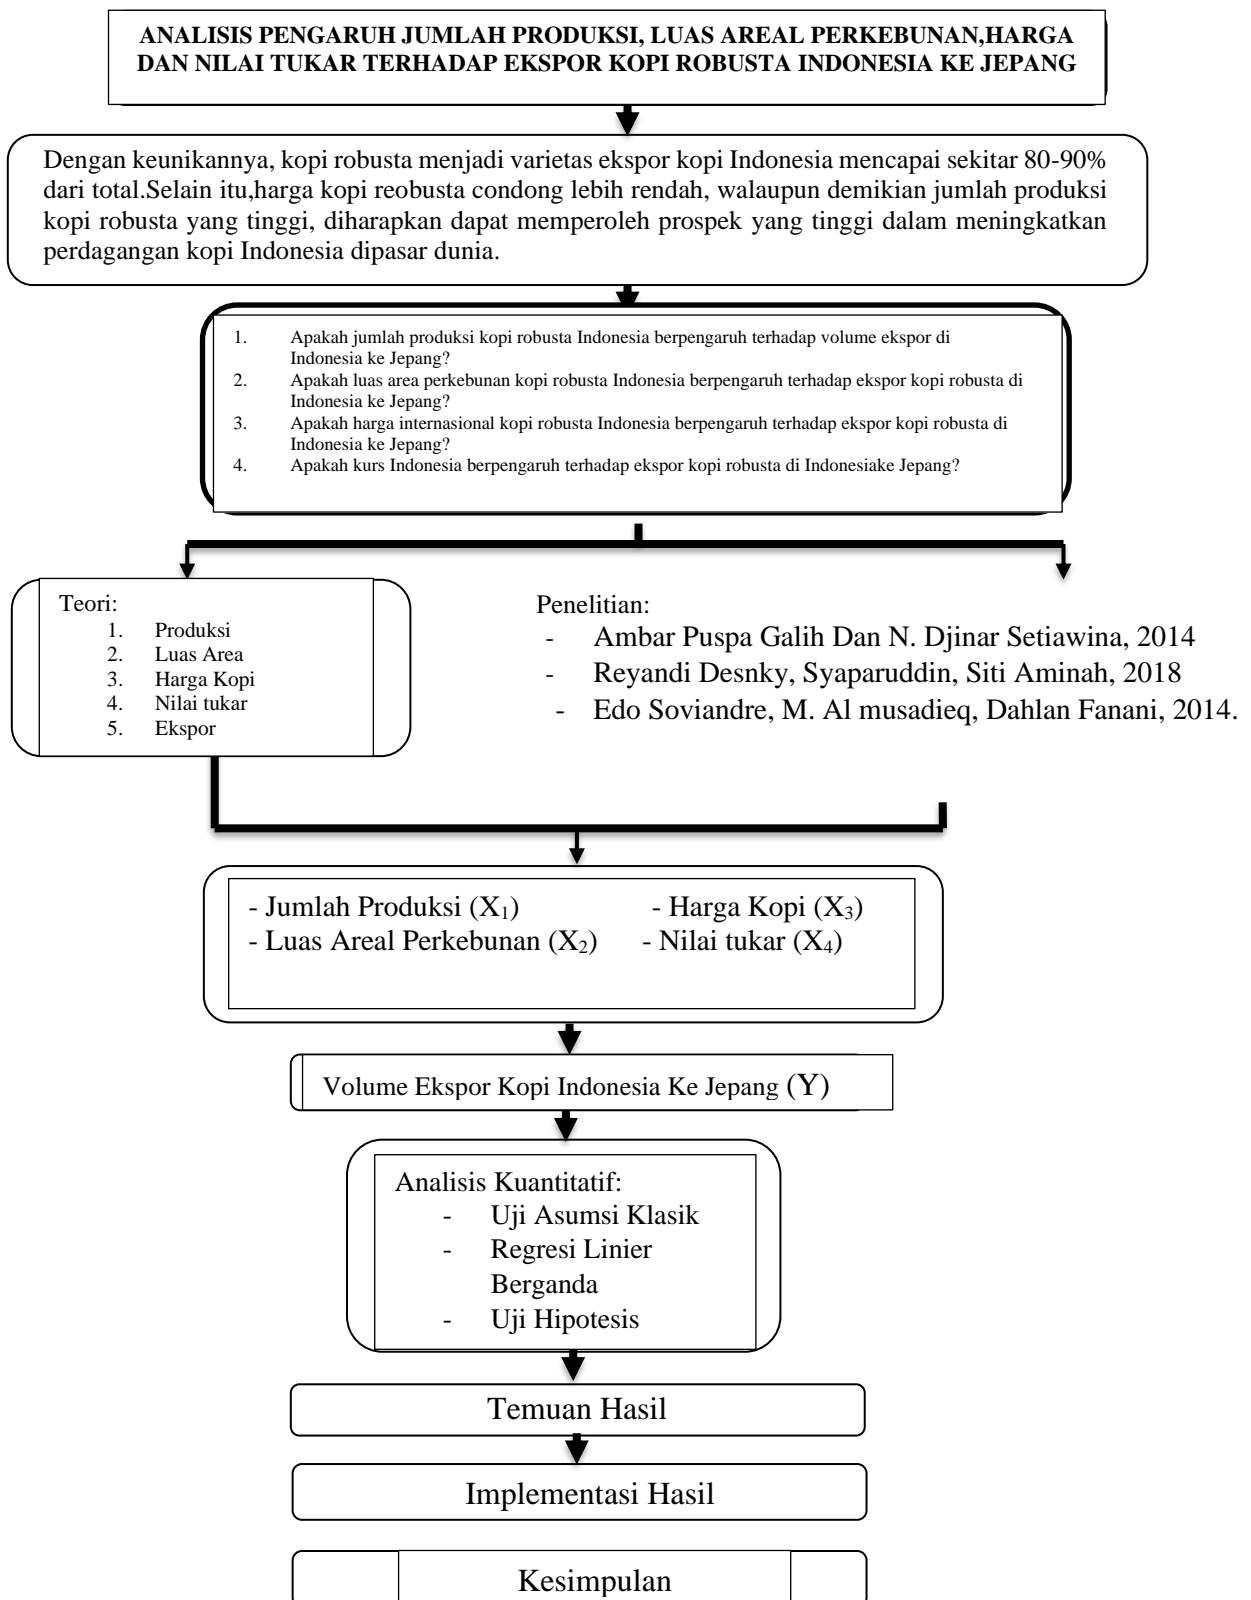 ANALISIS PENGARUH JUMLAH PRODUKSI, LUAS AREAL PERKEBUNAN,HARGA
DAN NILAI TUKAR TERHADAP EKSPOR KOPI ROBUSTA INDONESIA KE JEPANG
Dengan keunikannya, kopi robusta menjadi varietas ekspor kopi Indonesia mencapai sekitar 80-90%
dari total.Selain itu,harga kopi reobusta condong lebih rendah, walaupun demikian jumlah produksi
kopi robusta yang tinggi, diharapkan dapat memperoleh prospek yang tinggi dalam meningkatkan
perdagangan kopi Indonesia dipasar dunia.
1. Apakah jumlah produksi kopi robusta Indonesia berpengaruh terhadap volume ekspor di
Indonesia ke Jepang?
2. Apakah luas area perkebunan kopi robusta Indonesia berpengaruh terhadap ekspor kopi robusta di
Indonesia ke Jepang?
3. Apakah harga internasional kopi robusta Indonesia berpengaruh terhadap ekspor kopi robusta di
Indonesia ke Jepang?
4. Apakah kurs Indonesia berpengaruh terhadap ekspor kopi robusta di Indonesiake Jepang?
Teori:
1. Produksi
2. Luas Area
3. Harga Kopi
4. Nilai tukar
5. Ekspor
Penelitian:
- Ambar Puspa Galih Dan N. Djinar Setiawina, 2014
- Reyandi Desnky, Syaparuddin, Siti Aminah, 2018
- Edo Soviandre, M. Al musadieq, Dahlan Fanani, 2014.
- Jumlah Produksi (X₁) - Harga Kopi (X₃)
- Luas Areal Perkebunan (X₂) - Nilai tukar (X₄)
Volume Ekspor Kopi Indonesia Ke Jepang (Y)
Analisis Kuantitatif:
- Uji Asumsi Klasik
- Regresi Linier
Berganda
- Uji Hipotesis
Temuan Hasil
Implementasi Hasil
Kesimpulan